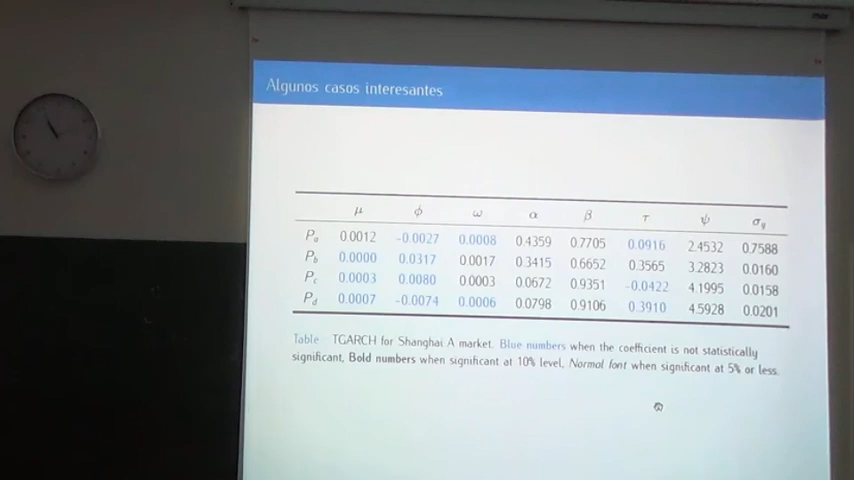 Algunos casos interesantes
μ ϕ ω α β τ ψ σ_y
P_a 0.0012 -0.0027 0.0008 0.4359 0.7705 0.0916 2.4532 0.7588
P_b 0.0000 0.0317 0.0017 0.3415 0.6652 0.3565 3.2823 0.0160
P_c 0.0003 0.0080 0.0003 0.0672 0.9351 -0.0422 4.1995 0.0158
P_d 0.0007 -0.0074 0.0006 0.0798 0.9106 0.3910 4.5928 0.0201
Table TGARCH for Shanghai A market. Blue numbers when the coefficient is not statistically
significant, Bold numbers when significant at 10% level, Normal font when significant at 5% or less.